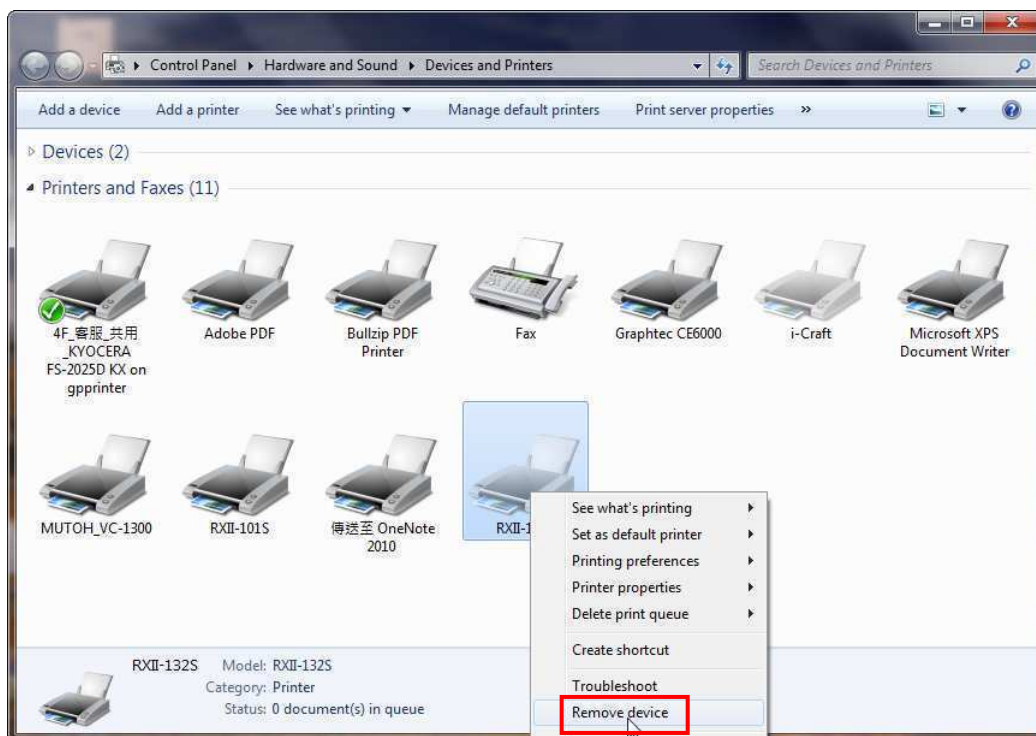 Control Panel ▸ Hardware and Sound ▸ Devices and Printers
Search Devices and Printers
Add a device Add a printer See what's printing Manage default printers Print server properties »
Devices (2)
Printers and Faxes (11)
4F_客服_共用
_KYOCERA
FS-2025D KX on
gpprinter
Adobe PDF
Bullzip PDF
Printer
Fax
Graphtec CE6000
i-Craft
Microsoft XPS
Document Writer
MUTOH_VC-1300
RXII-101S
傳送至 OneNote
2010
RXII-1
See what's printing
Set as default printer
Printing preferences
Printer properties
Delete print queue
Create shortcut
Troubleshoot
Remove device
RXII-132S Model: RXII-132S
Category: Printer
Status: 0 document(s) in queue